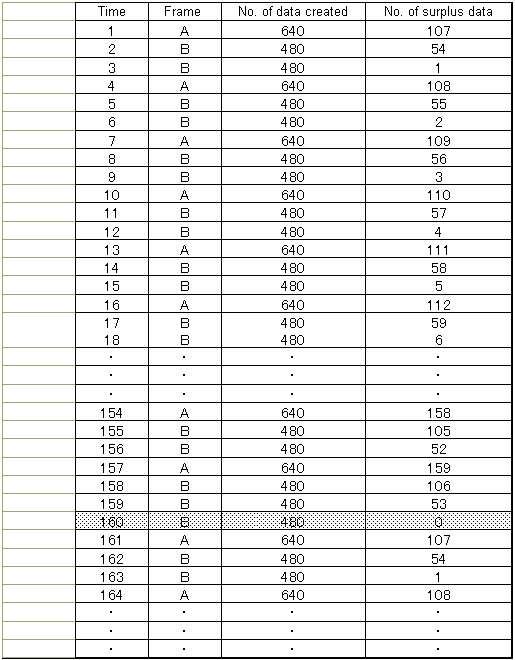 Time Frame No. of data created No. of surplus data
1 A 640 107
2 B 480 54
3 B 480 1
4 A 640 108
5 B 480 55
6 B 480 2
7 A 640 109
8 B 480 56
9 B 480 3
10 A 640 110
11 B 480 57
12 B 480 4
13 A 640 111
14 B 480 58
15 B 480 5
16 A 640 112
17 B 480 59
18 B 480 6
· · · ·
· · · ·
· · · ·
154 A 640 158
155 B 480 105
156 B 480 52
157 A 640 159
158 B 480 106
159 B 480 53
160 B 480 0
161 A 640 107
162 B 480 54
163 B 480 1
164 A 640 108
· · · ·
· · · ·
· · · ·